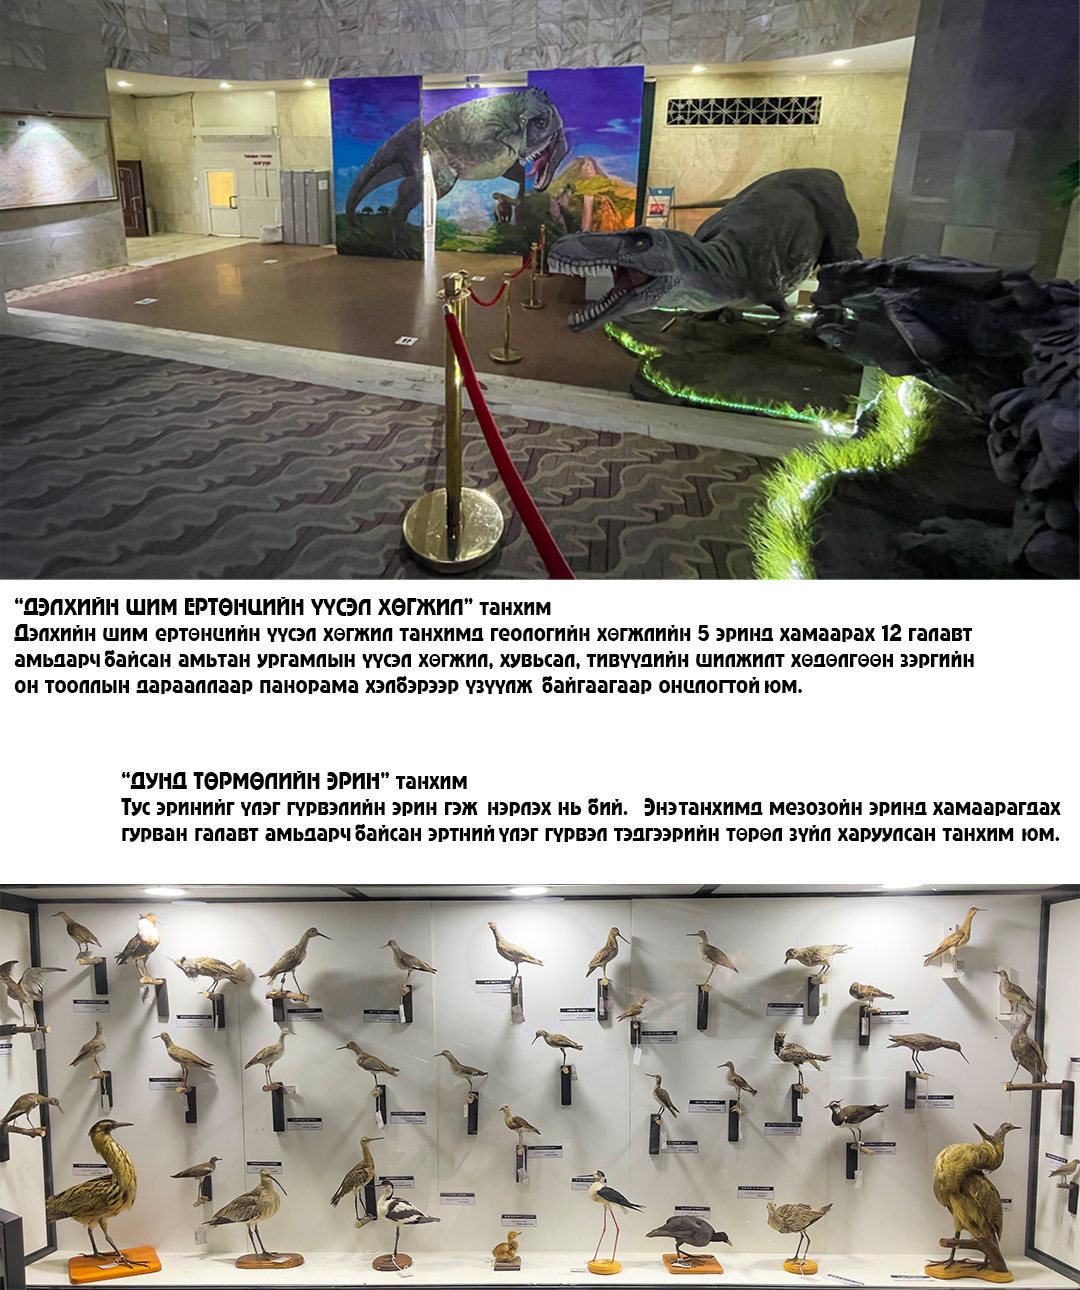 “ДЭЛХИЙН ШИМ ЕРТӨНЦИЙН ҮҮСЭЛ ХӨГЖИЛ” танхим
Дэлхийн шим ертөнцийн үүсэл хөгжил танхимд геологийн хөгжлийн 5 эринд хамаарах 12 галавт
амьдарч байсан амьтан ургамлын үүсэл хөгжил, хувьсал, тивүүдийн шилжилт хөдөлгөөн зэргийн
он тооллын дарааллаар панорама хэлбэрээр үзүүлж байгаагаар онцлогтой юм.
“ДУНД ТӨРМӨЛИЙН ЭРИН” танхим
Тус эринийг үлэг гүрвэлийн эрин гэж нэрлэх нь бий. Энэ танхимд мезозойн эринд хамаарагдах
гурван галавт амьдарч байсан эртний үлэг гүрвэл тэдгээрийн төрөл зүйл харуулсан танхим юм.